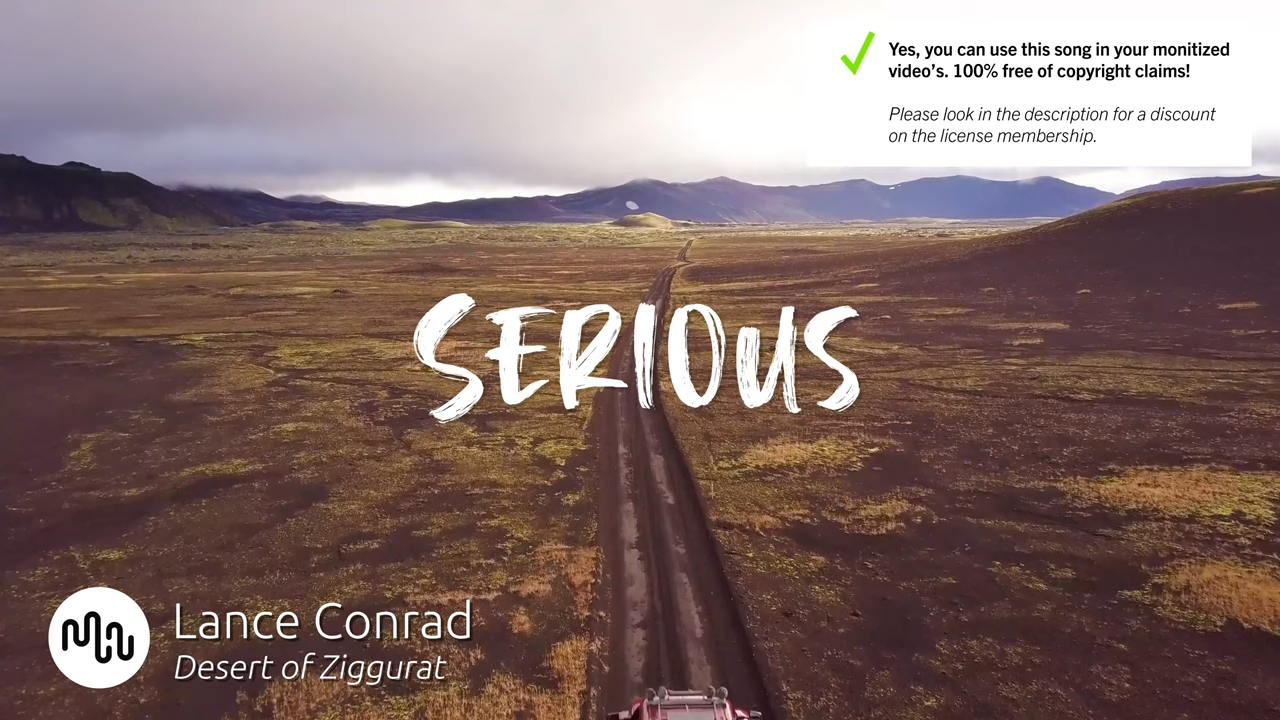 Yes, you can use this song in your monitized
video's. 100% free of copyright claims!
Please look in the description for a discount
on the license membership.
SERIOUS
Lance Conrad
Desert of Ziggurat